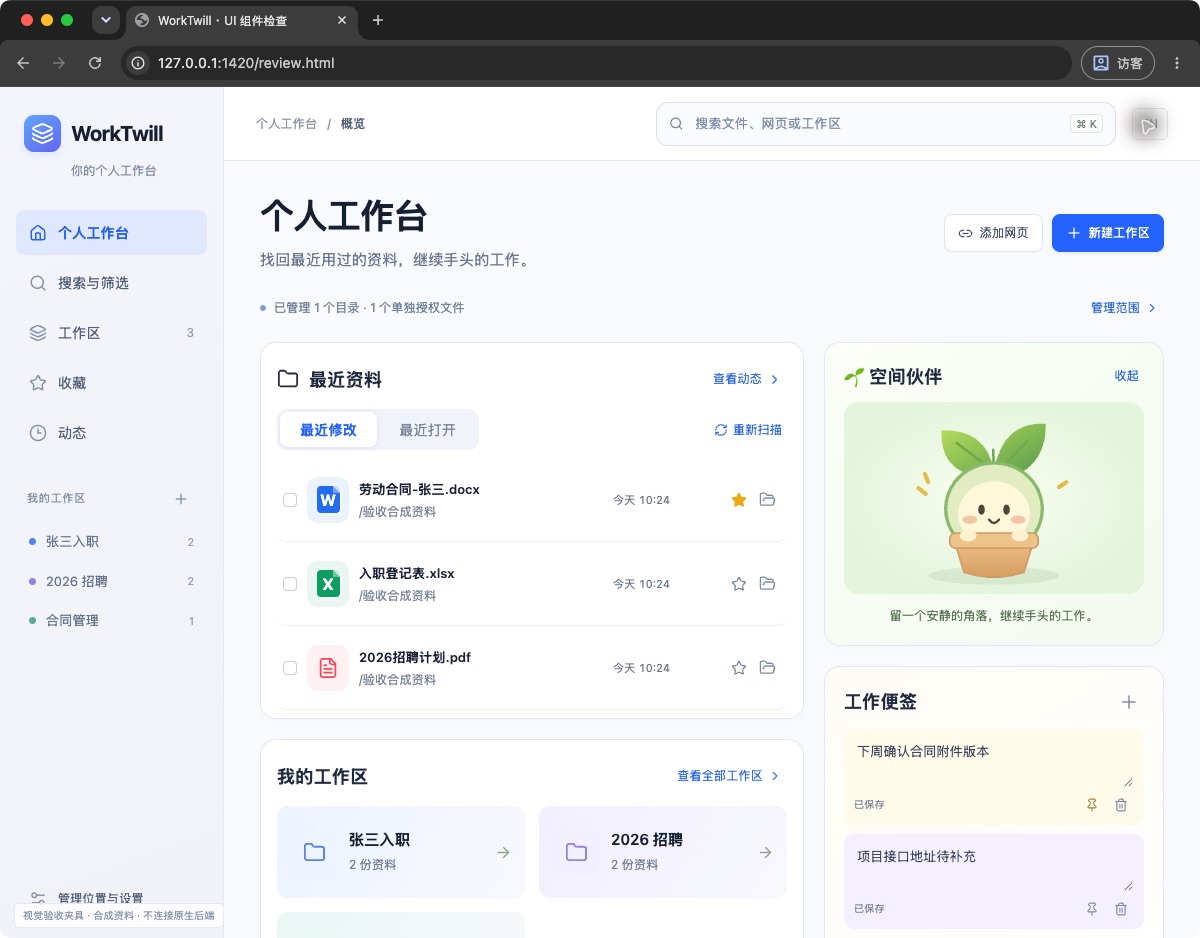 WorkTwill · UI 组件检查
127.0.0.1:1420/review.html
访客
WorkTwill
你的个人工作台
个人工作台
搜索与筛选
工作区 3
收藏
动态
我的工作区
张三入职 2
2026 招聘 2
合同管理 1
管理位置与设置
视觉验收夹具 · 合成资料 · 不连接原生后端
个人工作台 / 概览
搜索文件、网页或工作区
⌘ K
个人工作台
找回最近用过的资料，继续手头的工作。
添加网页
新建工作区
已管理 1 个目录 · 1 个单独授权文件
管理范围
最近资料
查看动态
最近修改
最近打开
重新扫描
W
劳动合同-张三.docx
/验收合成资料
今天 10:24
X
入职登记表.xlsx
/验收合成资料
今天 10:24
2026招聘计划.pdf
/验收合成资料
今天 10:24
我的工作区
查看全部工作区
张三入职
2 份资料
2026 招聘
2 份资料
空间伙伴
收起
留一个安静的角落，继续手头的工作。
工作便签
下周确认合同附件版本
已保存
项目接口地址待补充
已保存